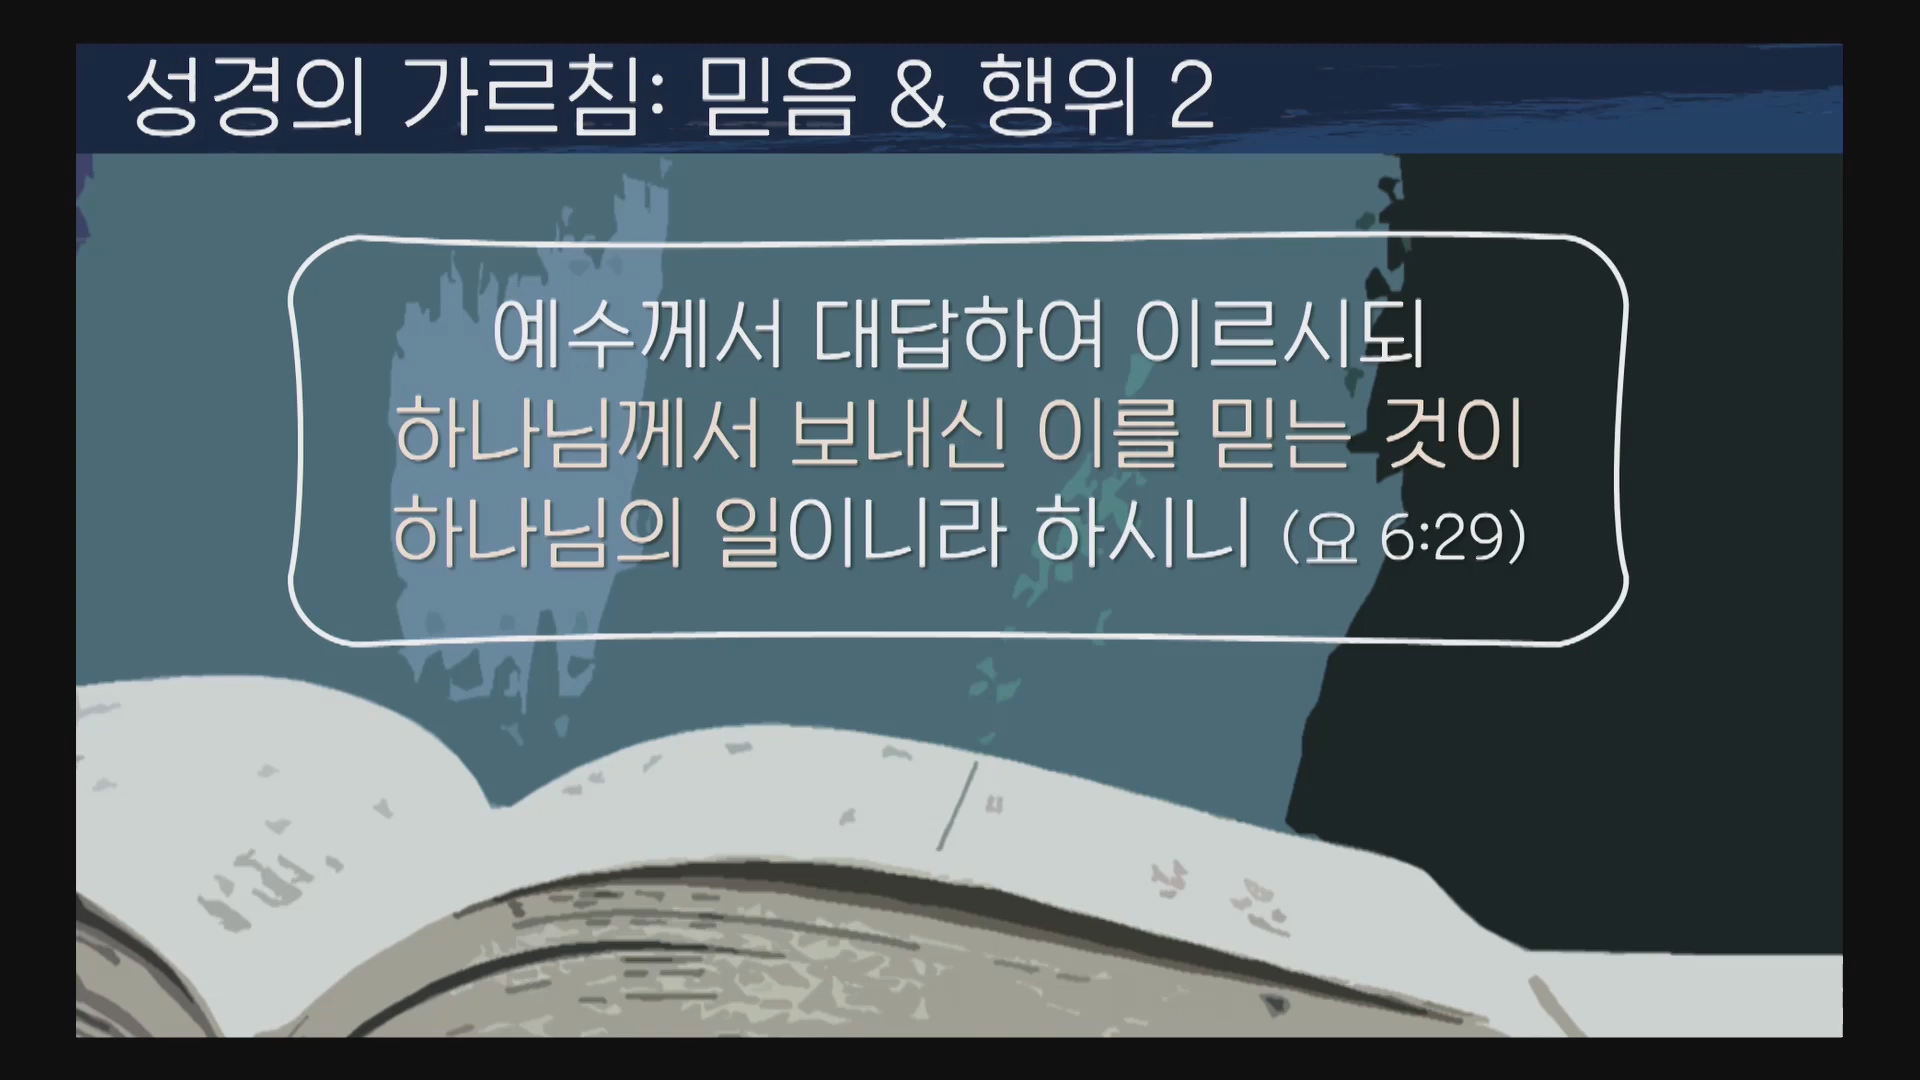 성경의 가르침: 믿음 & 행위 2
예수께서 대답하여 이르시되
하나님께서 보내신 이를 믿는 것이
하나님의 일이니라 하시니 (요 6:29)